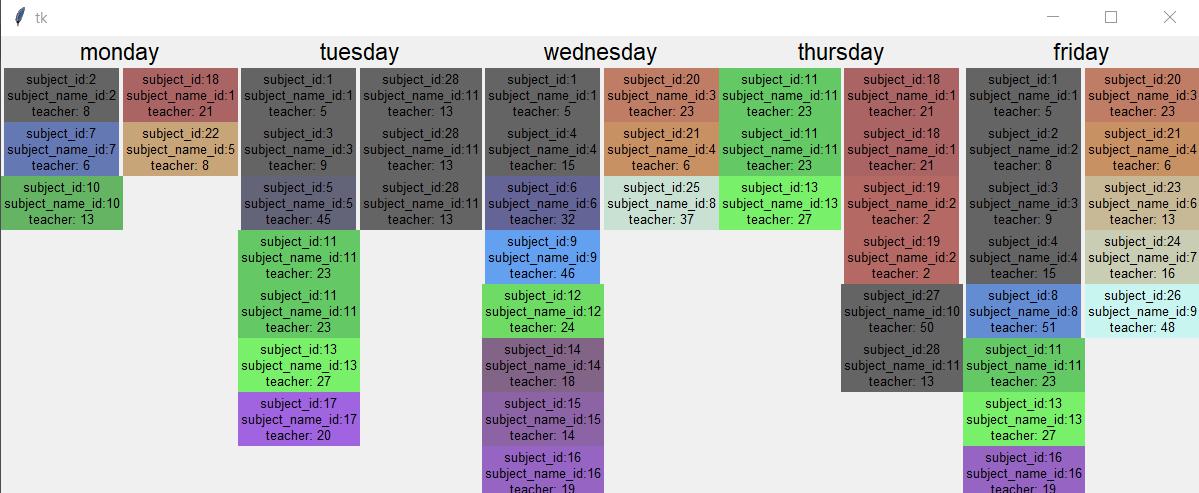 tk
monday
tuesday
wednesday
thursday
friday
subject_id:2
subject_name_id:2
teacher: 8
subject_id:7
subject_name_id:7
teacher: 6
subject_id:10
subject_name_id:10
teacher: 13
subject_id:18
subject_name_id:1
teacher: 21
subject_id:22
subject_name_id:5
teacher: 8
subject_id:1
subject_name_id:1
teacher: 5
subject_id:3
subject_name_id:3
teacher: 9
subject_id:5
subject_name_id:5
teacher: 45
subject_id:11
subject_name_id:11
teacher: 23
subject_id:11
subject_name_id:11
teacher: 23
subject_id:13
subject_name_id:13
teacher: 27
subject_id:17
subject_name_id:17
teacher: 20
subject_id:28
subject_name_id:11
teacher: 13
subject_id:28
subject_name_id:11
teacher: 13
subject_id:28
subject_name_id:11
teacher: 13
subject_id:1
subject_name_id:1
teacher: 5
subject_id:4
subject_name_id:4
teacher: 15
subject_id:6
subject_name_id:6
teacher: 32
subject_id:9
subject_name_id:9
teacher: 46
subject_id:12
subject_name_id:12
teacher: 24
subject_id:14
subject_name_id:14
teacher: 18
subject_id:15
subject_name_id:15
teacher: 14
subject_id:16
subject_name_id:16
teacher: 19
subject_id:20
subject_name_id:3
teacher: 23
subject_id:21
subject_name_id:4
teacher: 6
subject_id:25
subject_name_id:8
teacher: 37
subject_id:11
subject_name_id:11
teacher: 23
subject_id:11
subject_name_id:11
teacher: 23
subject_id:13
subject_name_id:13
teacher: 27
subject_id:18
subject_name_id:1
teacher: 21
subject_id:18
subject_name_id:1
teacher: 21
subject_id:19
subject_name_id:2
teacher: 2
subject_id:19
subject_name_id:2
teacher: 2
subject_id:27
subject_name_id:10
teacher: 50
subject_id:28
subject_name_id:11
teacher: 13
subject_id:1
subject_name_id:1
teacher: 5
subject_id:2
subject_name_id:2
teacher: 8
subject_id:3
subject_name_id:3
teacher: 9
subject_id:4
subject_name_id:4
teacher: 15
subject_id:8
subject_name_id:8
teacher: 51
subject_id:11
subject_name_id:11
teacher: 23
subject_id:13
subject_name_id:13
teacher: 27
subject_id:16
subject_name_id:16
teacher: 19
subject_id:20
subject_name_id:3
teacher: 23
subject_id:21
subject_name_id:4
teacher: 6
subject_id:23
subject_name_id:6
teacher: 13
subject_id:24
subject_name_id:7
teacher: 16
subject_id:26
subject_name_id:9
teacher: 48